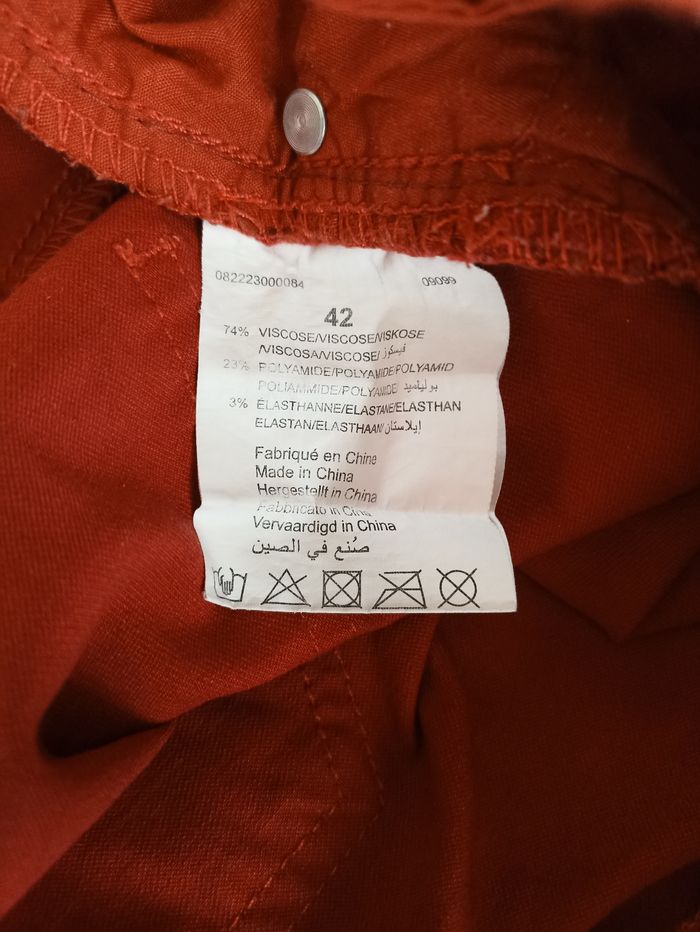 082223000084 09099
42
74% VISCOSE/VISCOSE/VISKOSE
/VISCOSA/VISCOSE/ فيسكوز
23% POLYAMIDE/POLYAMIDE/POLYAMID
POLIAMMIDE/POLYAMIDE/ بولياميد
3% ÉLASTHANNE/ELASTANE/ELASTHAN
ELASTAN/ELASTHAAN/ إيلاستان
Fabriqué en Chine
Made in China
Hergestellt in China
Fabbricato in Cina
Vervaardigd in China
صُنع في الصين